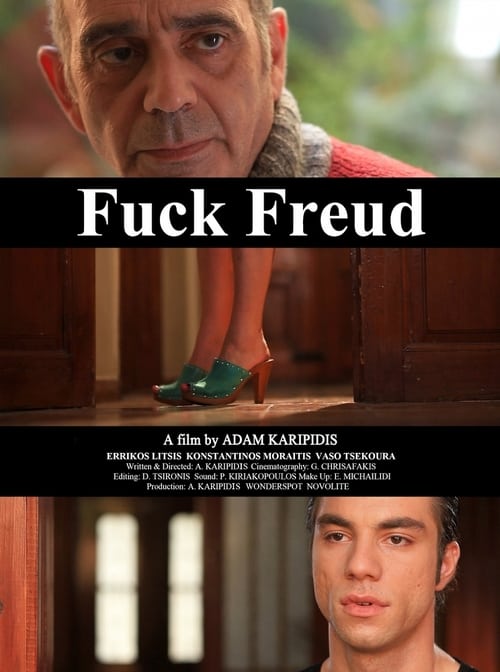 Fuck Freud
A film by ADAM KARIPIDIS
ERRIKOS LITSIS KONSTANTINOS MORAITIS VASO TSEKOURA
Written & Directed: A. KARIPIDIS Cinematography: G. CHRISAFAKIS
Editing: D. TSIRONIS Sound: P. KIRIAKOPOULOS Make Up: E. MICHAILIDI
Production: A. KARIPIDIS WONDERSPOT NOVOLITE